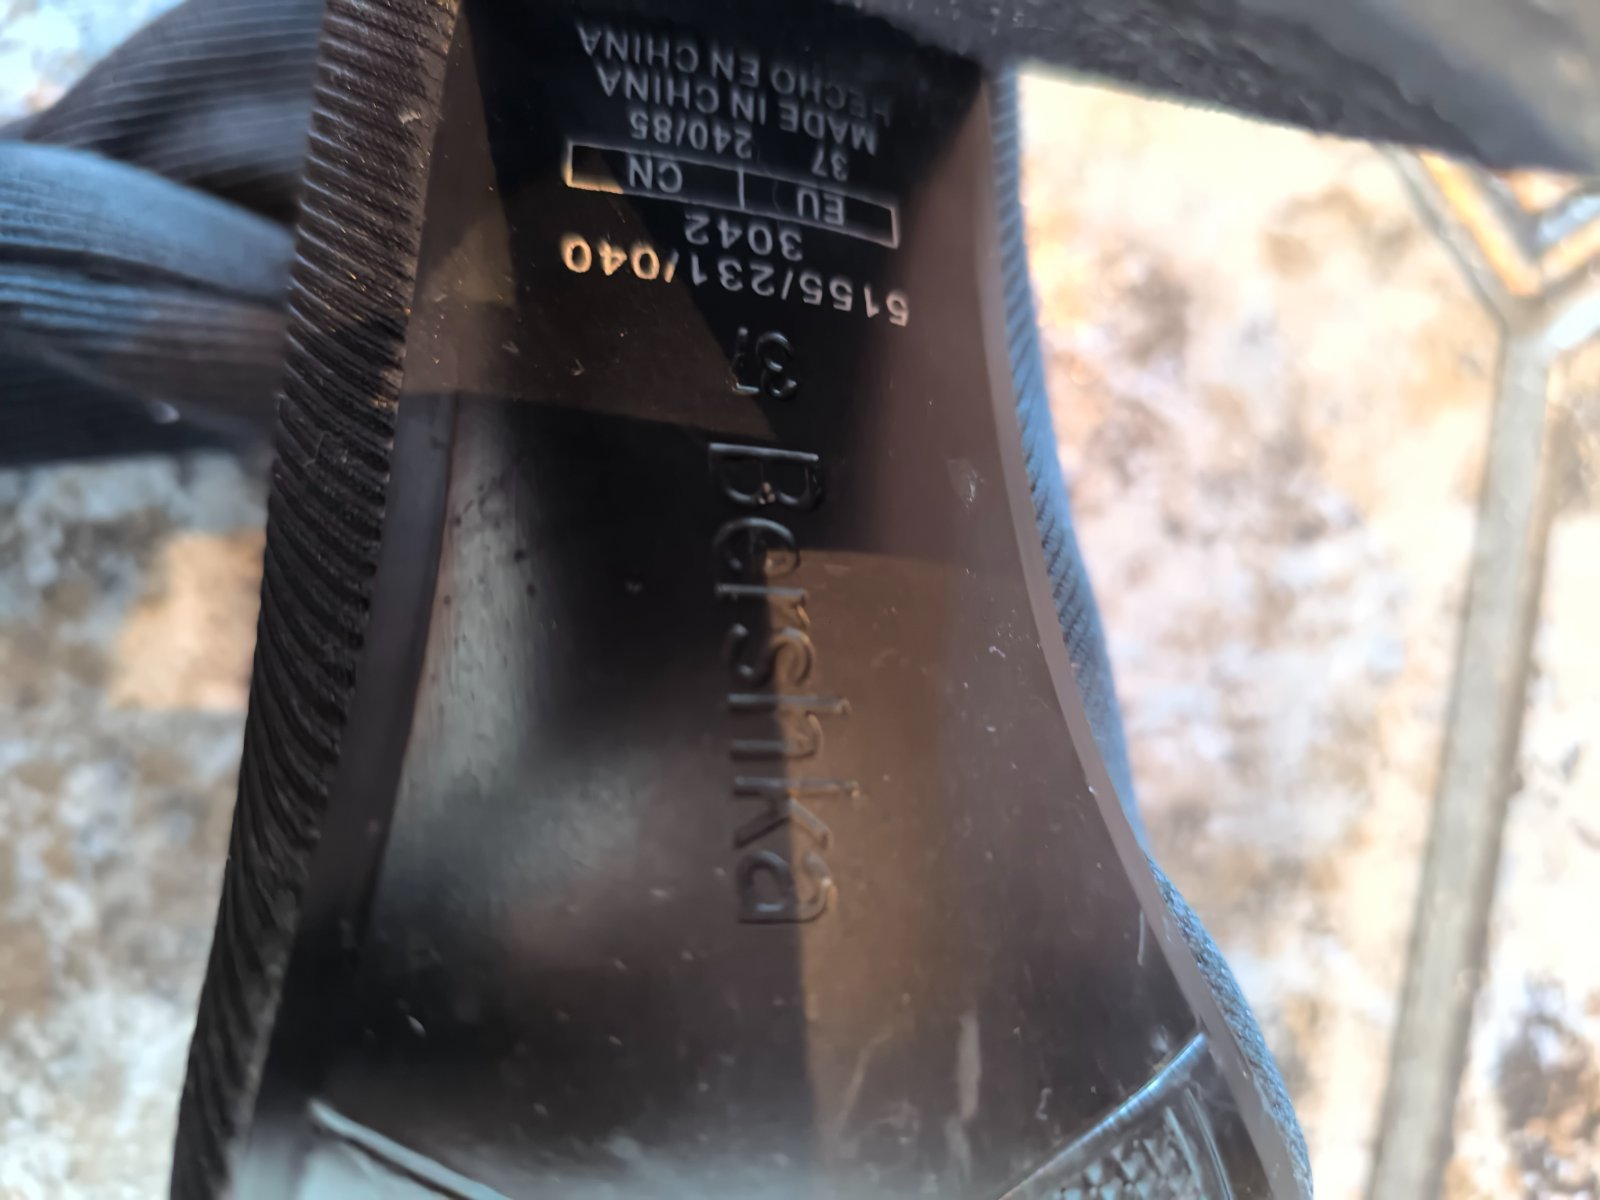 5155/231/040
3042
EU | CN
37 240/85
MADE IN CHINA
HECHO EN CHINA
37
Bershka